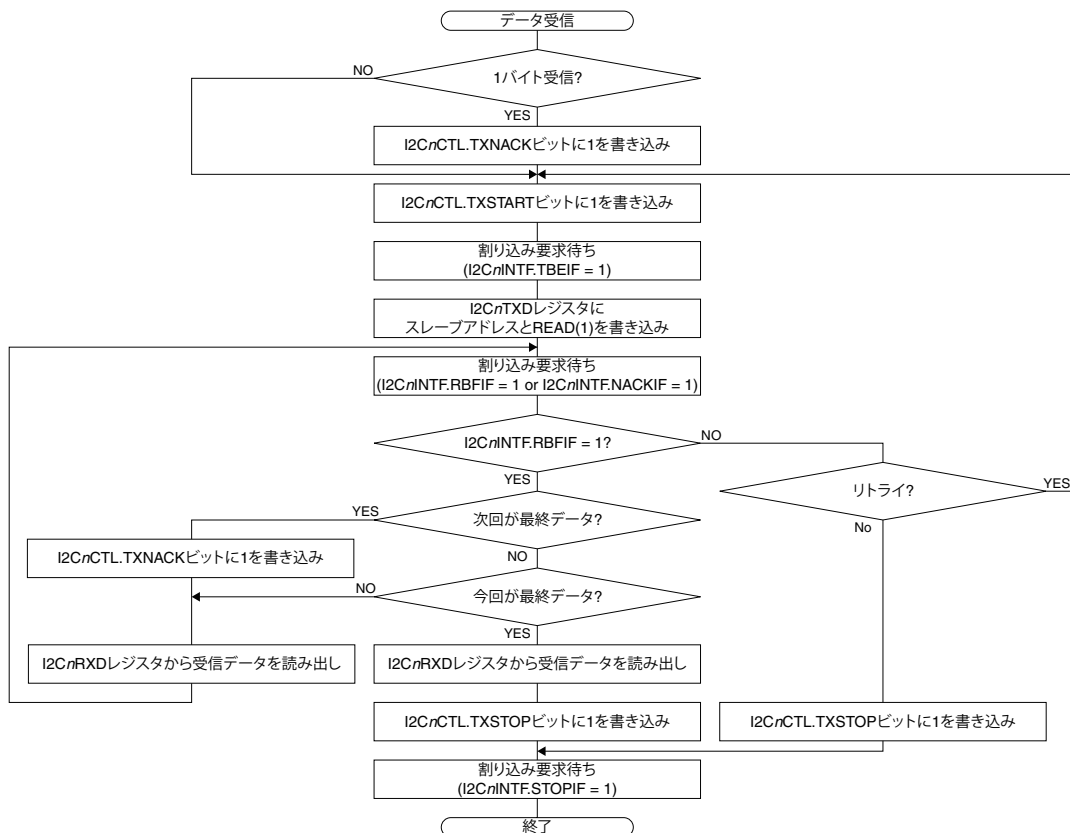 データ受信
1バイト受信?
NO
YES
I2CnCTL.TXNACKビットに1を書き込み
I2CnCTL.TXSTARTビットに1を書き込み
割り込み要求待ち
(I2CnINTF.TBEIF = 1)
I2CnTXDレジスタに
スレーブアドレスとREAD(1)を書き込み
割り込み要求待ち
(I2CnINTF.RBFIF = 1 or I2CnINTF.NACKIF = 1)
I2CnINTF.RBFIF = 1?
NO
YES
リトライ?
YES
No
次回が最終データ?
YES
NO
I2CnCTL.TXNACKビットに1を書き込み
今回が最終データ?
NO
YES
I2CnRXDレジスタから受信データを読み出し
I2CnRXDレジスタから受信データを読み出し
I2CnCTL.TXSTOPビットに1を書き込み
I2CnCTL.TXSTOPビットに1を書き込み
割り込み要求待ち
(I2CnINTF.STOPIF = 1)
終了